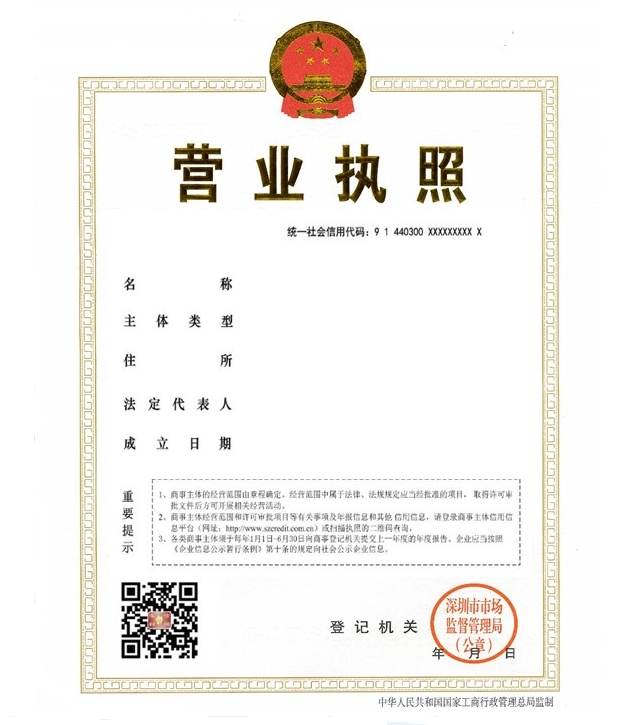 营业执照
统一社会信用代码：9 1 440300 XXXXXXXXX X
名称
主体类型
住所
法定代表人
成立日期
重要提示
1、商事主体的经营范围由章程确定。经营范围中属于法律、法规规定应当经批准的项目，取得许可审
批文件后方可开展相关经营活动。
2、商事主体经营范围和许可审批项目等有关事项及年报信息和其他信用信息，请登录商事主体信用信
息平台（网址：http://www.szcredit.com.cn）或扫描执照的二维码查询。
3、各类商事主体须于每年1月1日-6月30日向商事登记机关提交上一年度的年度报告。企业应当按照
《企业信息公示暂行条例》第十条的规定向社会公示企业信息。
登记机关
深圳市市场
监督管理局
（公章）
年月日
中华人民共和国国家工商行政管理总局监制